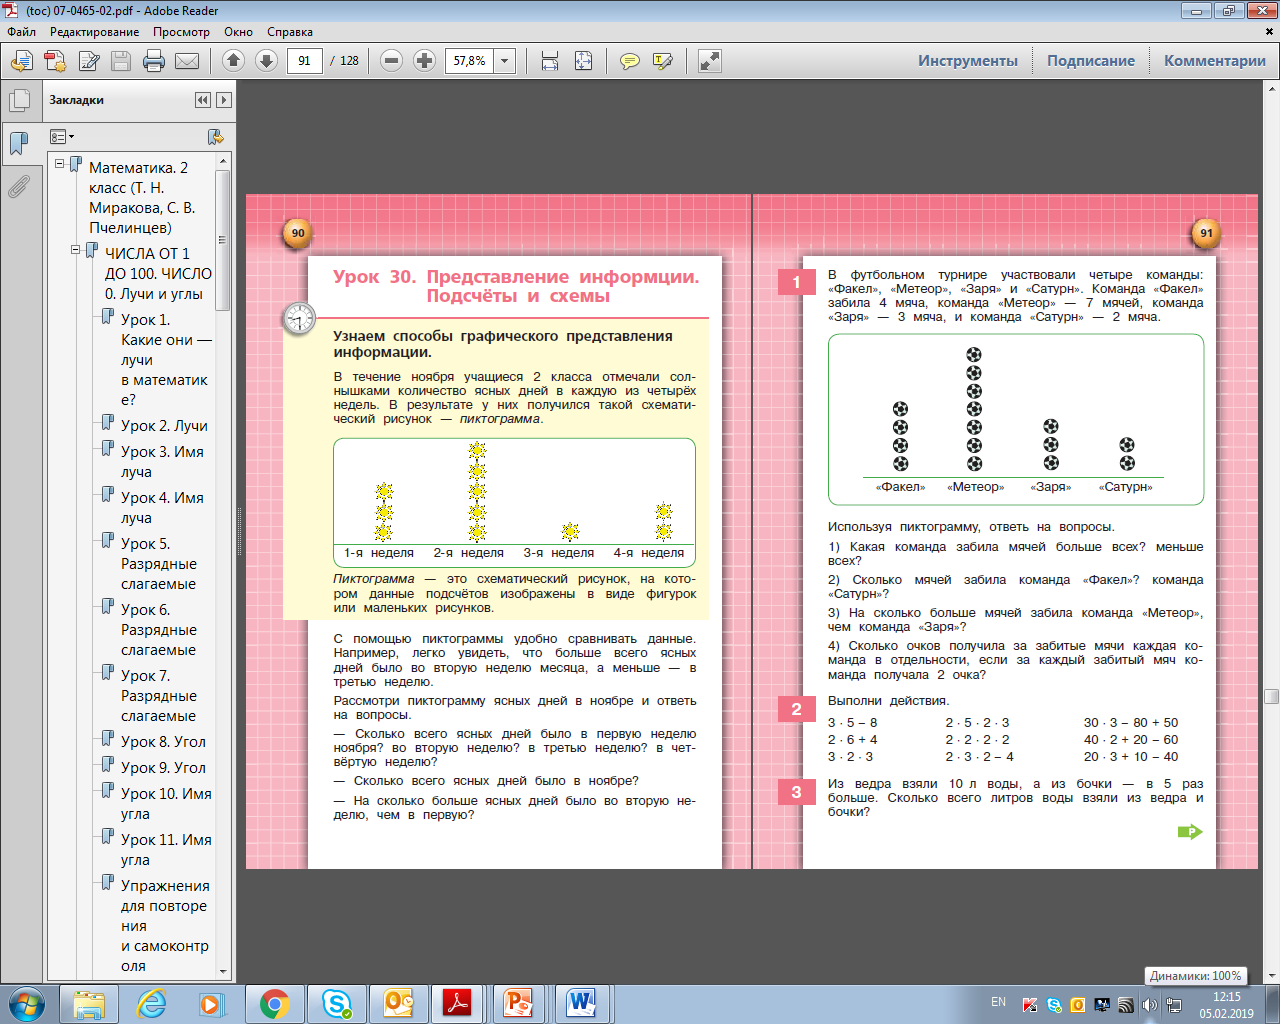 (toc) 07-0465-02.pdf - Adobe Reader
Файл Редактирование Просмотр Окно Справка
91 / 128 57,8% Инструменты Подписание Комментарии
Закладки
Математика. 2
класс (Т. Н.
Миракова, С. В.
Пчелинцев)
ЧИСЛА ОТ 1
ДО 100. ЧИСЛО
0. Лучи и углы
Урок 1.
Какие они —
лучи
в математик
е?
Урок 2. Лучи
Урок 3. Имя
луча
Урок 4. Имя
луча
Урок 5.
Разрядные
слагаемые
Урок 6.
Разрядные
слагаемые
Урок 7.
Разрядные
слагаемые
Урок 8. Угол
Урок 9. Угол
Урок 10. Имя
угла
Урок 11. Имя
угла
Упражнения
для повторе
ния
и самоконтр
оля
90
Урок 30. Представление информции.
Подсчёты и схемы
Узнаем способы графического представления
информации.
В течение ноября учащиеся 2 класса отмечали сол-
нышками количество ясных дней в каждую из четырёх
недель. В результате у них получился такой схемати-
ческий рисунок — пиктограмма.
1-я неделя 2-я неделя 3-я неделя 4-я неделя
Пиктограмма — это схематический рисунок, на кото-
ром данные подсчётов изображены в виде фигурок
или маленьких рисунков.
С помощью пиктограммы удобно сравнивать данные.
Например, легко увидеть, что больше всего ясных
дней было во вторую неделю месяца, а меньше — в
третью неделю.
Рассмотри пиктограмму ясных дней в ноябре и ответь
на вопросы.
— Сколько всего ясных дней было в первую неделю
ноября? во вторую неделю? в третью неделю? в чет-
вёртую неделю?
— Сколько всего ясных дней было в ноябре?
— На сколько больше ясных дней было во вторую не-
делю, чем в первую?
91
1
В футбольном турнире участвовали четыре команды:
«Факел», «Метеор», «Заря» и «Сатурн». Команда «Факел»
забила 4 мяча, команда «Метеор» — 7 мячей, команда
«Заря» — 3 мяча, и команда «Сатурн» — 2 мяча.
«Факел» «Метеор» «Заря» «Сатурн»
Используя пиктограмму, ответь на вопросы.
1) Какая команда забила мячей больше всех? меньше
всех?
2) Сколько мячей забила команда «Факел»? команда
«Сатурн»?
3) На сколько больше мячей забила команда «Метеор»,
чем команда «Заря»?
4) Сколько очков получила за забитые мячи каждая ко-
манда в отдельности, если за каждый забитый мяч ко-
манда получала 2 очка?
2
Выполни действия.
3 · 5 − 8 2 · 5 · 2 · 3 30 · 3 − 80 + 50
2 · 6 + 4 2 · 2 · 2 · 2 40 · 2 + 20 − 60
3 · 2 · 3 2 · 3 · 2 − 4 20 · 3 + 10 − 40
3
Из ведра взяли 10 л воды, а из бочки — в 5 раз
больше. Сколько всего литров воды взяли из ведра и
бочки?
Р
Динамики: 100%
EN
12:15
05.02.2019